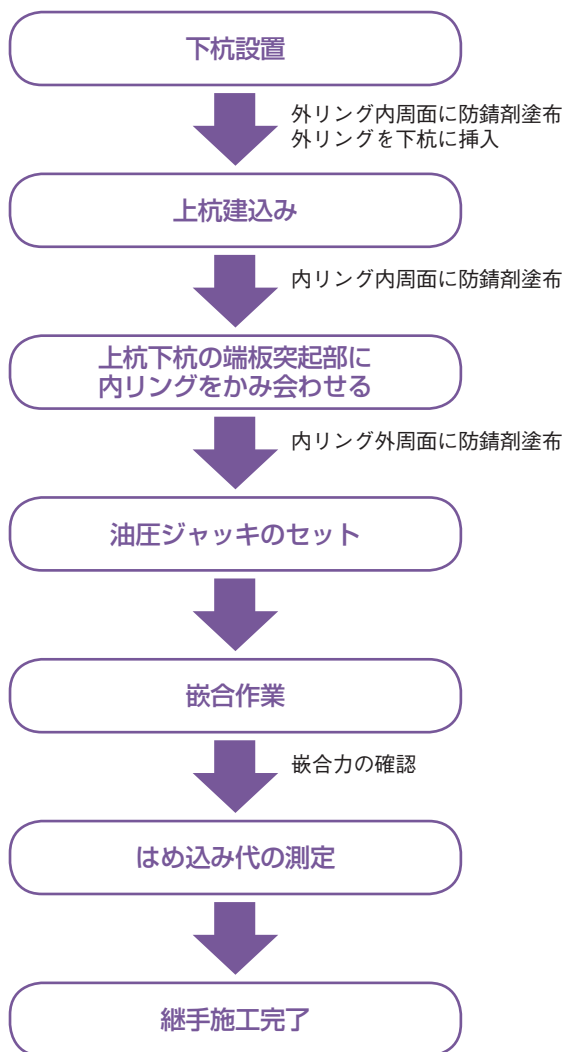 下杭設置
外リング内周面に防錆剤塗布
外リングを下杭に挿入
上杭建込み
内リング内周面に防錆剤塗布
上杭下杭の端板突起部に
内リングをかみ会わせる
内リング外周面に防錆剤塗布
油圧ジャッキのセット
嵌合作業
嵌合力の確認
はめ込み代の測定
継手施工完了